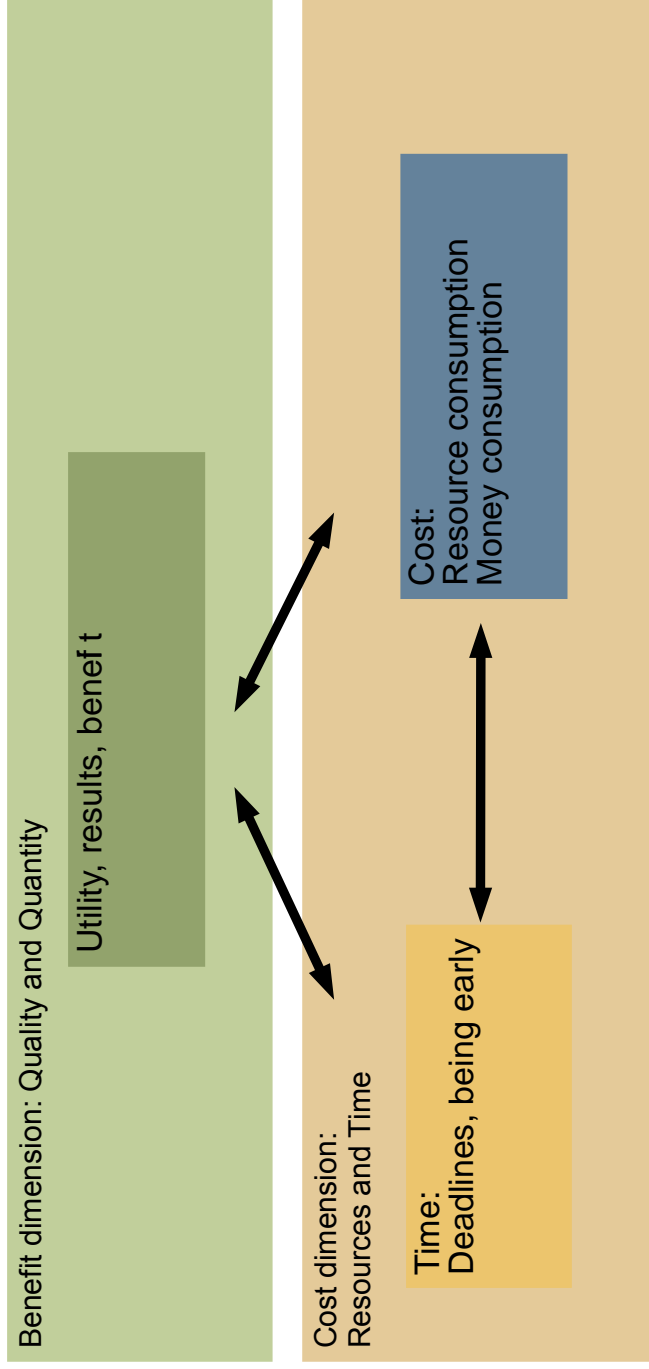 Benefit dimension: Quality and Quantity
Utility, results, benef t
Cost dimension:
Resources and Time
Time:
Deadlines, being early
Cost:
Resource consumption
Money consumption